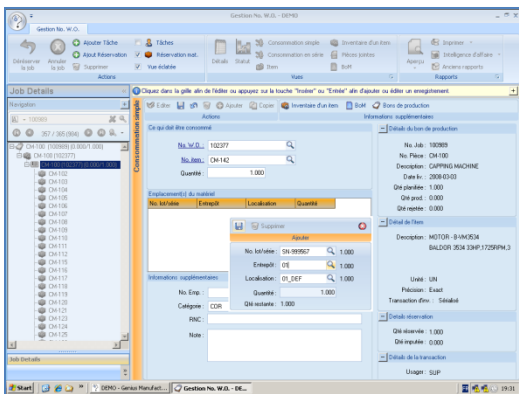 Gestion No. W.O. - DEMO
Gestion No. W.O.
Désréserver la job
Annuler la job
Ajouter Tâche
Ajout Réservation
Supprimer
Actions
Tâches
Réservation mat.
Vue éclatée
Détails
Statut
Consommation simple
Consommation en série
Item
Inventaire d'un item
Pièces jointes
BoM
Vues
Aperçu
Imprimer
Intelligence d'affaire
Anciens rapports
Rapports
Job Details
Cliquez dans la grille afin de l'éditer ou appuyez sur la touche "Insérer" ou "Entrée" afin d'ajouter ou éditer un enregistrement
Navigation
100989
357 / 365 (994)
CM-100 (100989) (0.000/1.000)
CM-108 (102377)
CM-100 (102377) (0.000/1.000)
CM-102
CM-103
CM-104
CM-105
CM-106
CM-107
CM-108
CM-109
CM-110
CM-111
CM-112
CM-113
CM-114
CM-115
CM-116
CM-117
CM-118
CM-119
CM-120
CM-121
CM-122
CM-123
CM-124
CM-125
Job Details
Consommation simple
Éditer
Ajouter
Copier
Inventaire d'un item
BoM
Bons de production
Actions
Informations supplémentaires
Ce qui doit être consommé
No. W.O. : 102377
No. item : CM-142
Quantité : 1.000
Emplacement(s) du matériel
No. lot/série
Entrepôt
Localisation
Quantité
Supprimer
Ajouter
No. lot/série : SN-999567 1.000
Entrepôt : 01 1.000
Localisation : 01_DEF 1.000
Quantité : 1.000
Qté restante : 1.000
Informations supplémentaires
No. Emp. :
Catégorie : COR
RNC :
Note :
Détails du bon de production
No. Job : 100989
No. Pièce : CM-100
Description : CAPPING MACHINE
Date liv. : 2009-03-03
Qté planifiée : 1.000
Qté prod. : 0.000
Qté rejetée : 0.000
Détail de l'item
Description : MOTOR - B-VM3534
BALDOR 3534 33HP,1725RPM,3
Unité : UN
Précision : Exact
Transaction d'inv. : Sérialisé
Détails réservation
Qté réservée : 1.000
Qté imputée : 0.000
Détails de la transaction
Usager : SUP
Start
DEMO - Genius Manufact...
Gestion No. W.O. - DE...
19:31